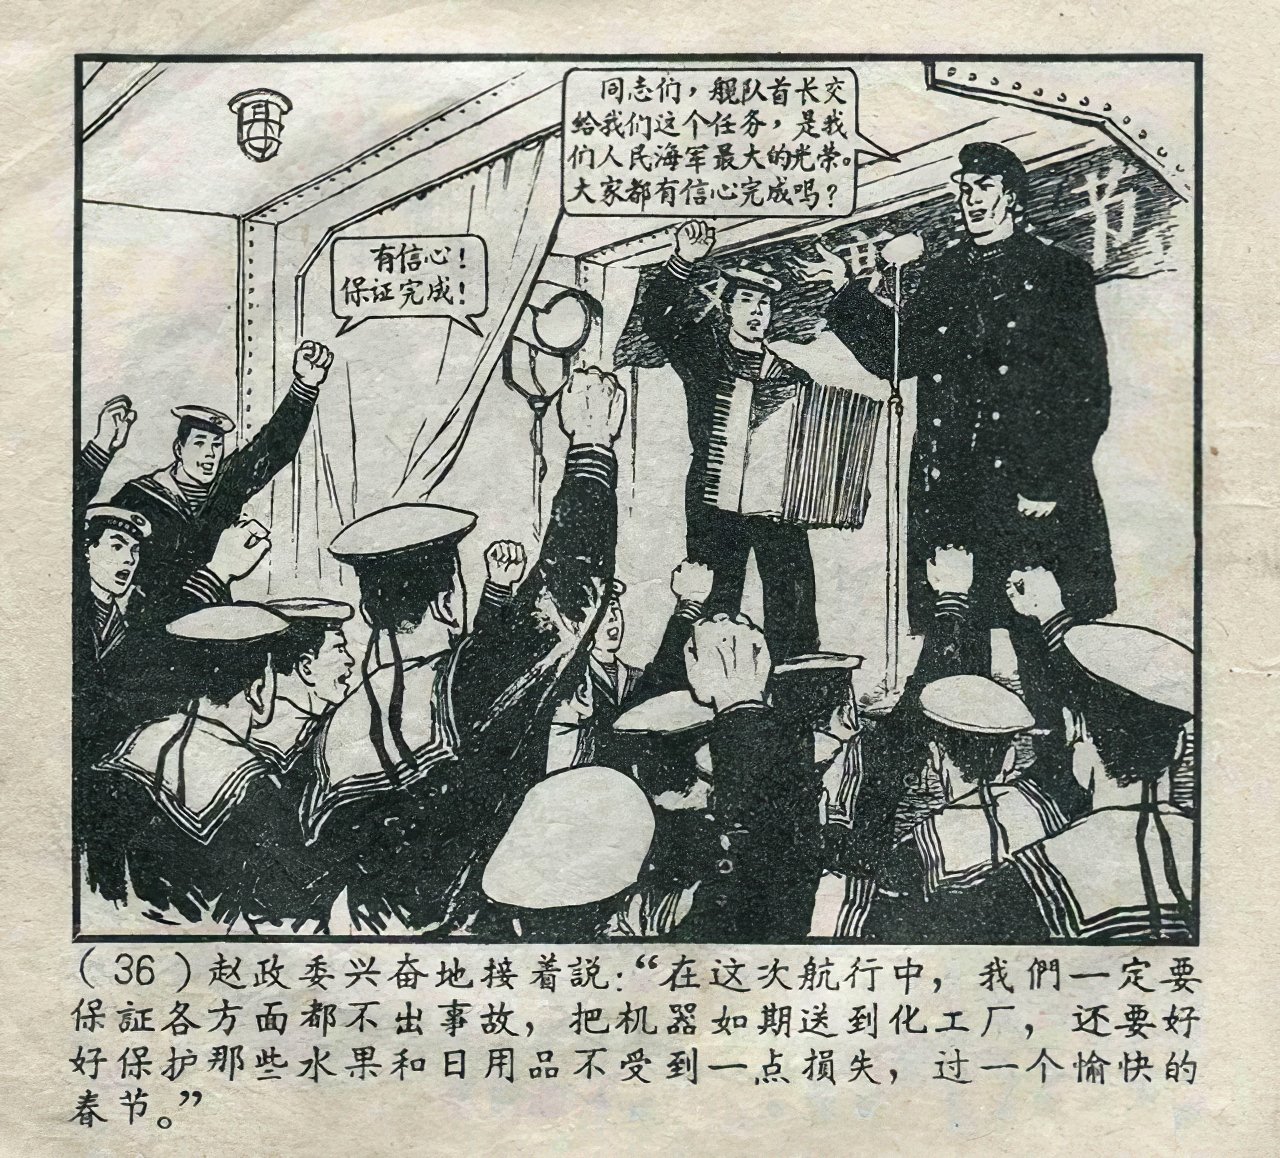 同志们，舰队首长交
给我们这个任务，是我
们人民海军最大的光荣。
大家都有信心完成吗？
有信心！
保证完成！
节
(36)赵政委兴奋地接着説：“在这次航行中，我們一定要
保証各方面都不出事故，把机器如期送到化工厂，还要好
好保护那些水果和日用品不受到一点損失，过一个愉快的
春节。”